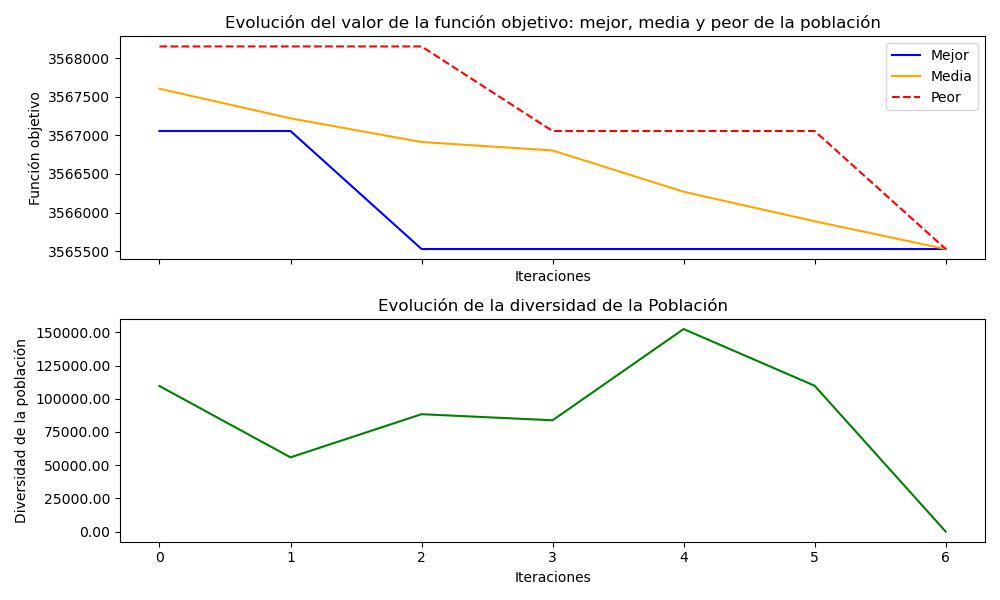 Evolución del valor de la función objetivo: mejor, media y peor de la población
Función objetivo
3568000
3567500
3567000
3566500
3566000
3565500
Mejor
Media
Peor
Iteraciones
Evolución de la diversidad de la Población
Diversidad de la población
150000.00
125000.00
100000.00
75000.00
50000.00
25000.00
0.00
0 1 2 3 4 5 6
Iteraciones